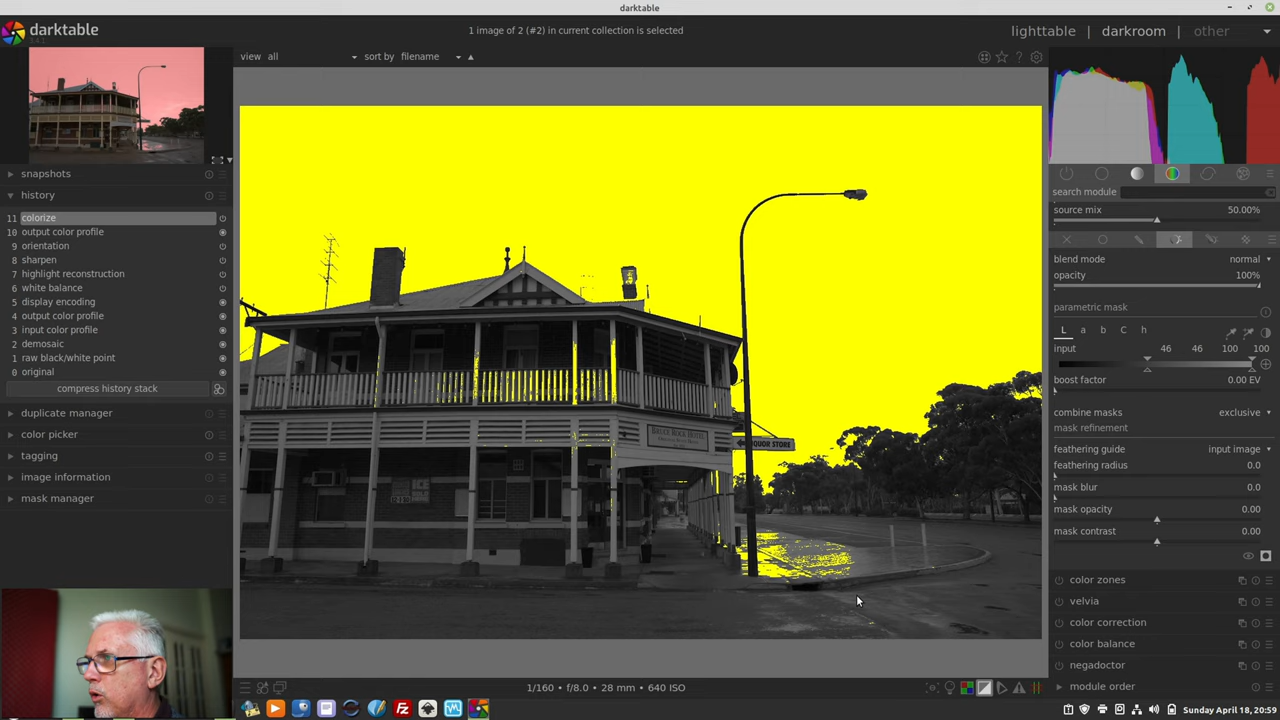 darktable
darktable
1 image of 2 (#2) in current collection is selected
lighttable | darkroom | other
view all
sort by filename
snapshots
history
11 colorize
10 output color profile
9 orientation
8 sharpen
7 highlight reconstruction
6 white balance
5 display encoding
4 output color profile
3 input color profile
2 demosaic
1 raw black/white point
0 original
compress history stack
duplicate manager
color picker
tagging
image information
mask manager
BRUCE ROCK HOTEL
LIQUOR STORE
1/160 • f/8.0 • 28 mm • 640 ISO
search module
source mix 50.00%
blend mode normal
opacity 100%
parametric mask
L a b C h
input 46 46 100 100
boost factor 0.00 EV
combine masks exclusive
mask refinement
feathering guide input image
feathering radius 0.0
mask blur 0.0
mask opacity 0.00
mask contrast 0.00
color zones
velvia
color correction
color balance
negadoctor
module order
Sunday April 18, 20:59